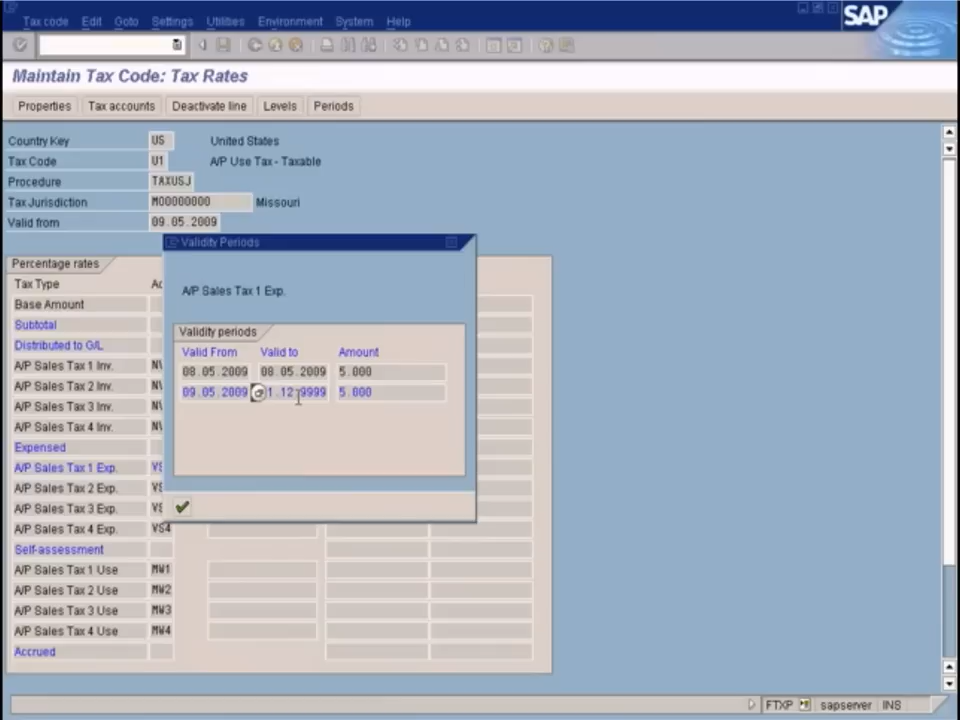 Tax code Edit Goto Settings Utilities Environment System Help
SAP
Maintain Tax Code: Tax Rates
Properties Tax accounts Deactivate line Levels Periods
Country Key US United States
Tax Code U1 A/P Use Tax - Taxable
Procedure TAXUSJ
Tax Jurisdiction MO0000000 Missouri
Valid from 09.05.2009
Validity Periods
Percentage rates
Tax Type
Base Amount
Subtotal
Distributed to G/L
A/P Sales Tax 1 Inv.
A/P Sales Tax 2 Inv.
A/P Sales Tax 3 Inv.
A/P Sales Tax 4 Inv.
Expensed
A/P Sales Tax 1 Exp. VS
A/P Sales Tax 2 Exp. VS
A/P Sales Tax 3 Exp. VS
A/P Sales Tax 4 Exp. VS4
Self-assessment
A/P Sales Tax 1 Use MW1
A/P Sales Tax 2 Use MW2
A/P Sales Tax 3 Use MW3
A/P Sales Tax 4 Use MW4
Accrued
A/P Sales Tax 1 Exp.
Validity periods
Valid From Valid to Amount
08.05.2009 08.05.2009 5.000
09.05.2009 1.12.9999 5.000
FTXP sapserver INS